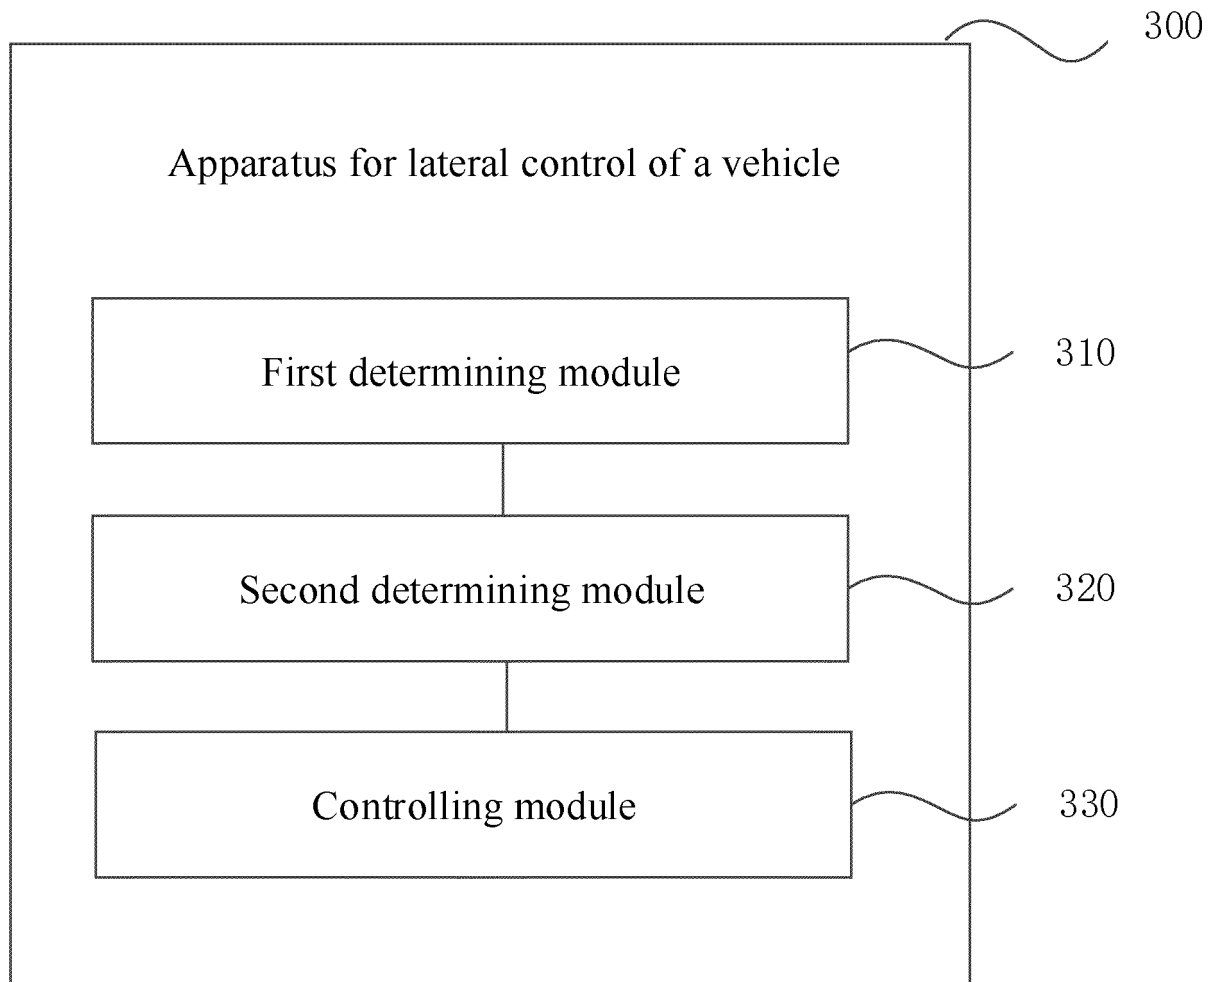 300
Apparatus for lateral control of a vehicle
First determining module
310
Second determining module
320
Controlling module
330